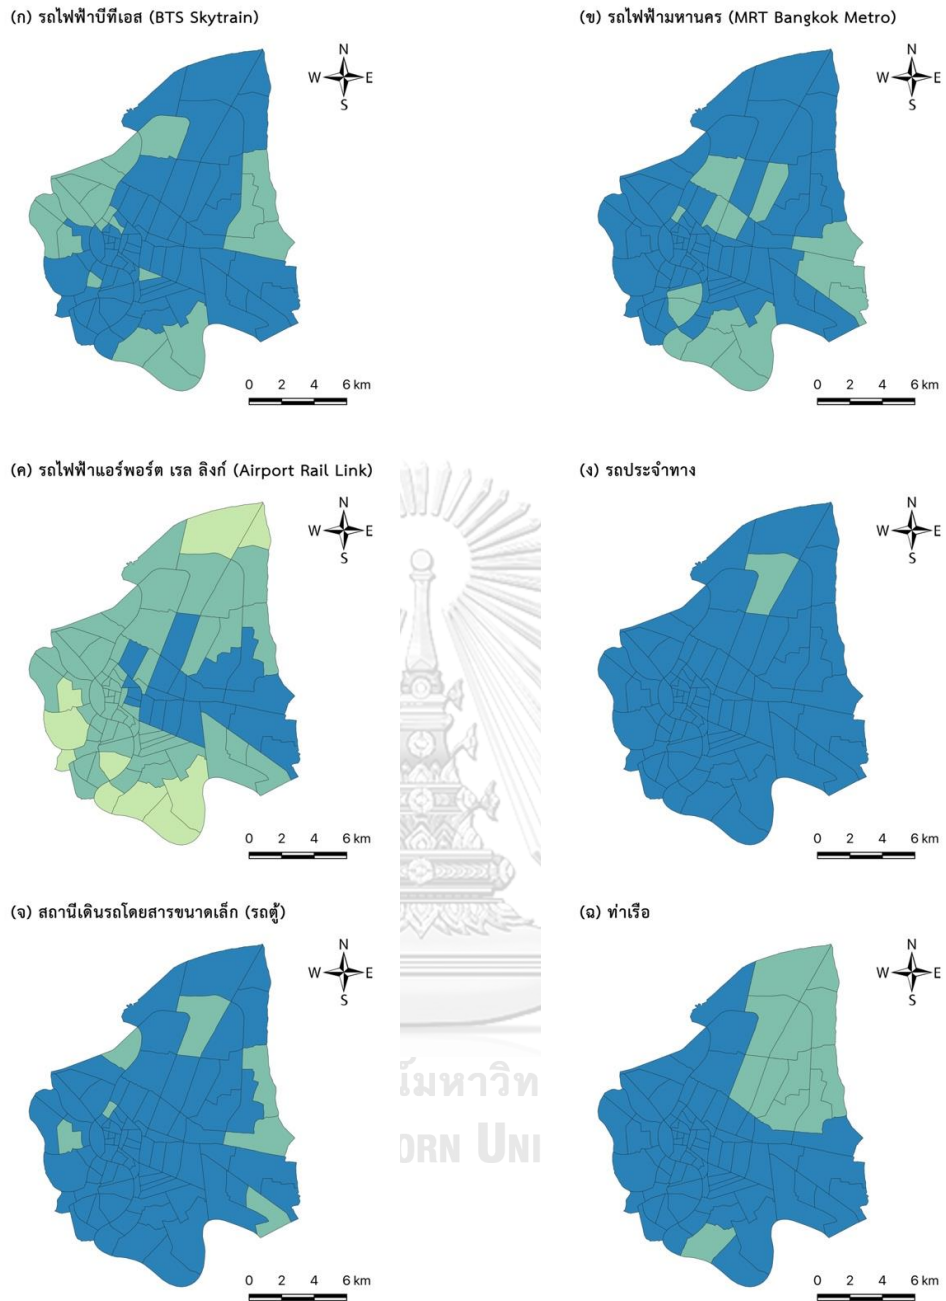 (ก) รถไฟฟ้าบีทีเอส (BTS Skytrain)
N
W E
S
0 2 4 6 km
(ข) รถไฟฟ้ามหานคร (MRT Bangkok Metro)
N
W E
S
0 2 4 6 km
(ค) รถไฟฟ้าแอร์พอร์ต เรล ลิงก์ (Airport Rail Link)
N
W E
S
0 2 4 6 km
(ง) รถประจำทาง
N
W E
S
0 2 4 6 km
(จ) สถานีเดินรถโดยสารขนาดเล็ก (รถตู้)
N
W E
S
0 2 4 6 km
(ฉ) ท่าเรือ
N
W E
S
0 2 4 6 km